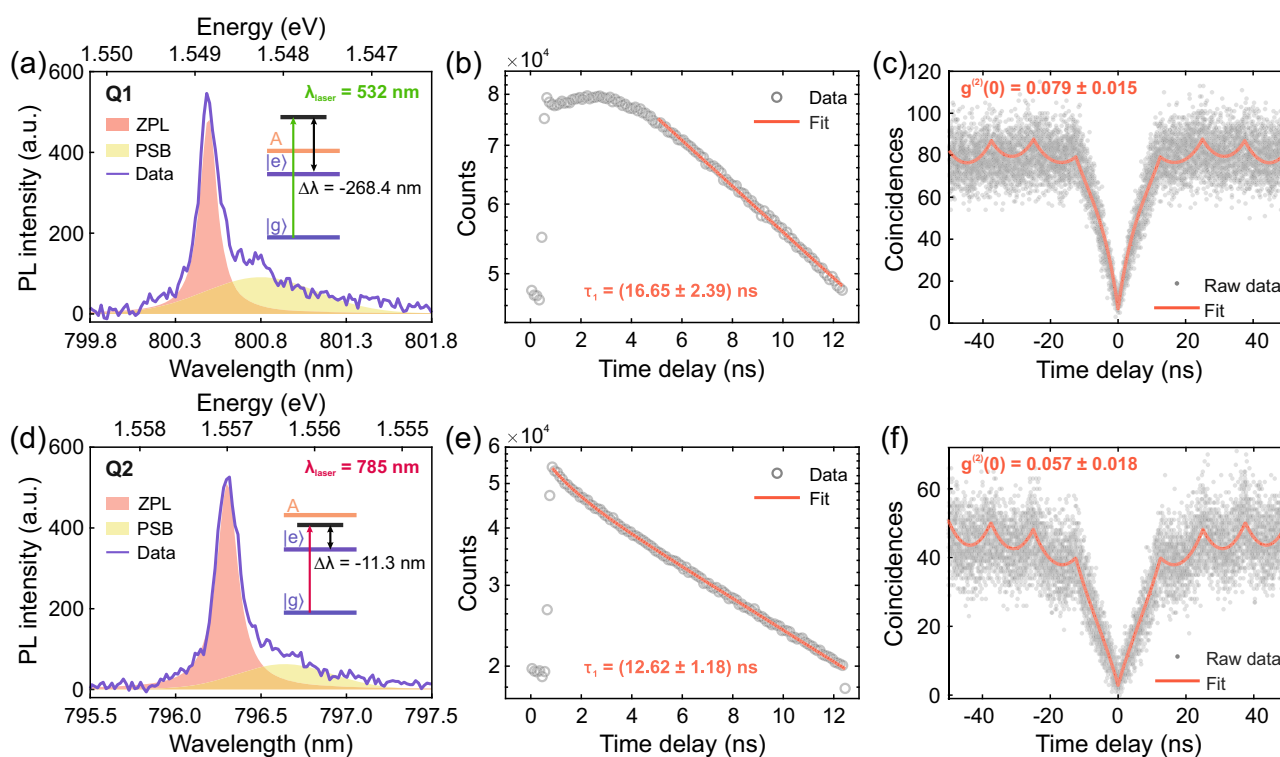 Energy (eV)
1.550 1.549 1.548 1.547
(a)
600
400
200
0
PL intensity (a.u.)
Q1
λlaser = 532 nm
ZPL
PSB
Data
A
|e⟩
Δλ = -268.4 nm
|g⟩
799.8 800.3 800.8 801.3 801.8
Wavelength (nm)
(b)
×10⁴
8
7
6
5
Counts
Data
Fit
τ₁ = (16.65 ± 2.39) ns
0 2 4 6 8 10 12
Time delay (ns)
(c)
120
100
80
60
40
20
0
Coincidences
g⁽²⁾(0) = 0.079 ± 0.015
Raw data
Fit
-50 -20 0 20 50
Time delay (ns)
Energy (eV)
1.558 1.557 1.556 1.555
(d)
600
400
200
0
PL intensity (a.u.)
Q2
λlaser = 785 nm
ZPL
PSB
Data
A
|e⟩
Δλ = -11.3 nm
|g⟩
795.5 796.0 796.5 797.0 797.5
Wavelength (nm)
(e)
×10⁴
6
5
4
3
2
Counts
Data
Fit
τ₁ = (12.62 ± 1.18) ns
0 2 4 6 8 10 12
Time delay (ns)
(f)
60
40
20
0
Coincidences
g⁽²⁾(0) = 0.057 ± 0.018
Raw data
Fit
-50 -20 0 20 50
Time delay (ns)